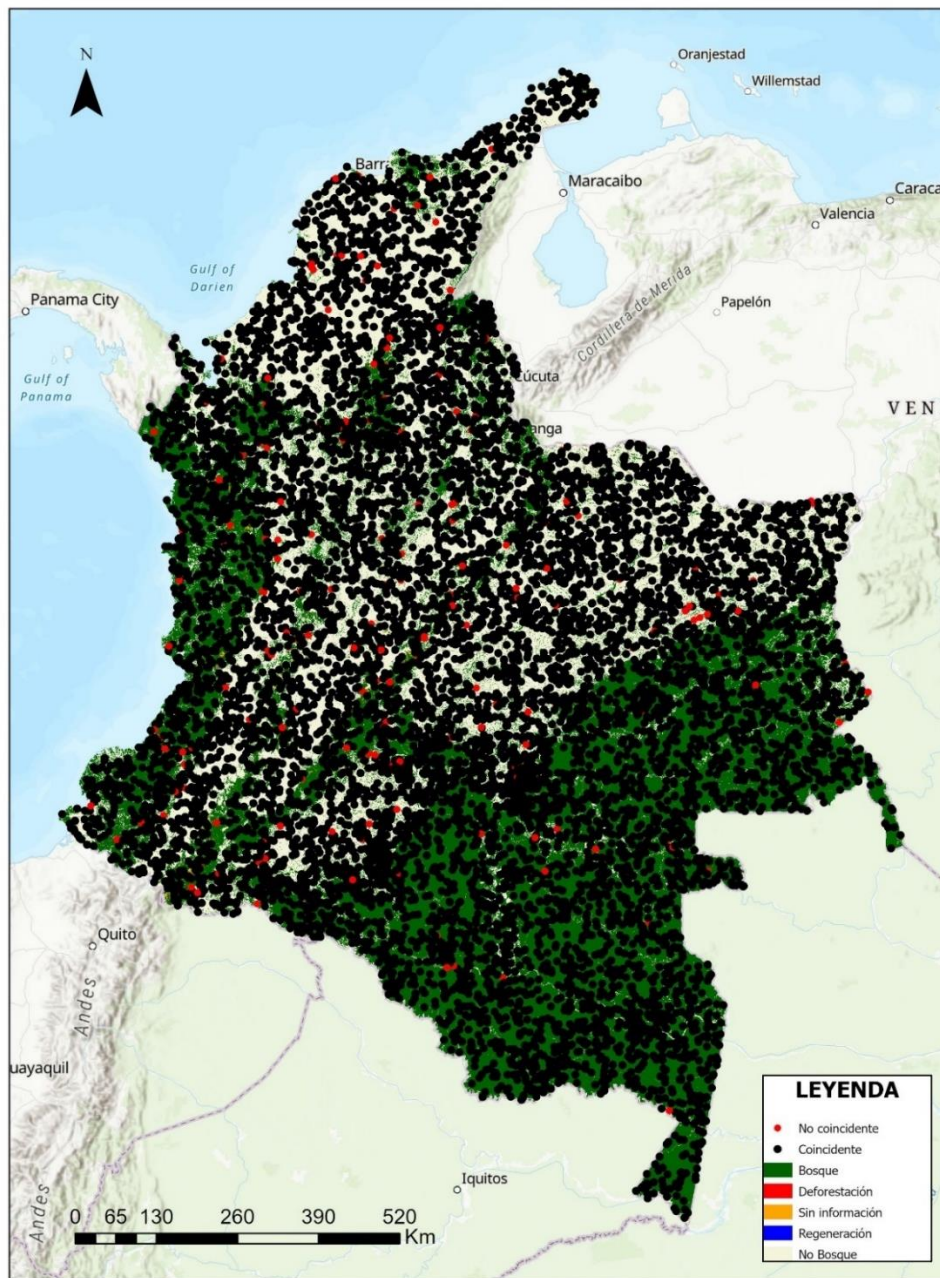 N
Oranjestad
Willemstad
Barra
Maracaibo
Caraca
Valencia
Gulf of
Darien
Panama City
Cordillera de Merida
Papelón
Gulf of
Panama
Cúcuta
VEN
anga
Quito
Andes
uayaquil
LEYENDA
No coincidente
Coincidente
Bosque
Deforestación
Sin información
Regeneración
No Bosque
Iquitos
Andes
0 65 130 260 390 520
Km